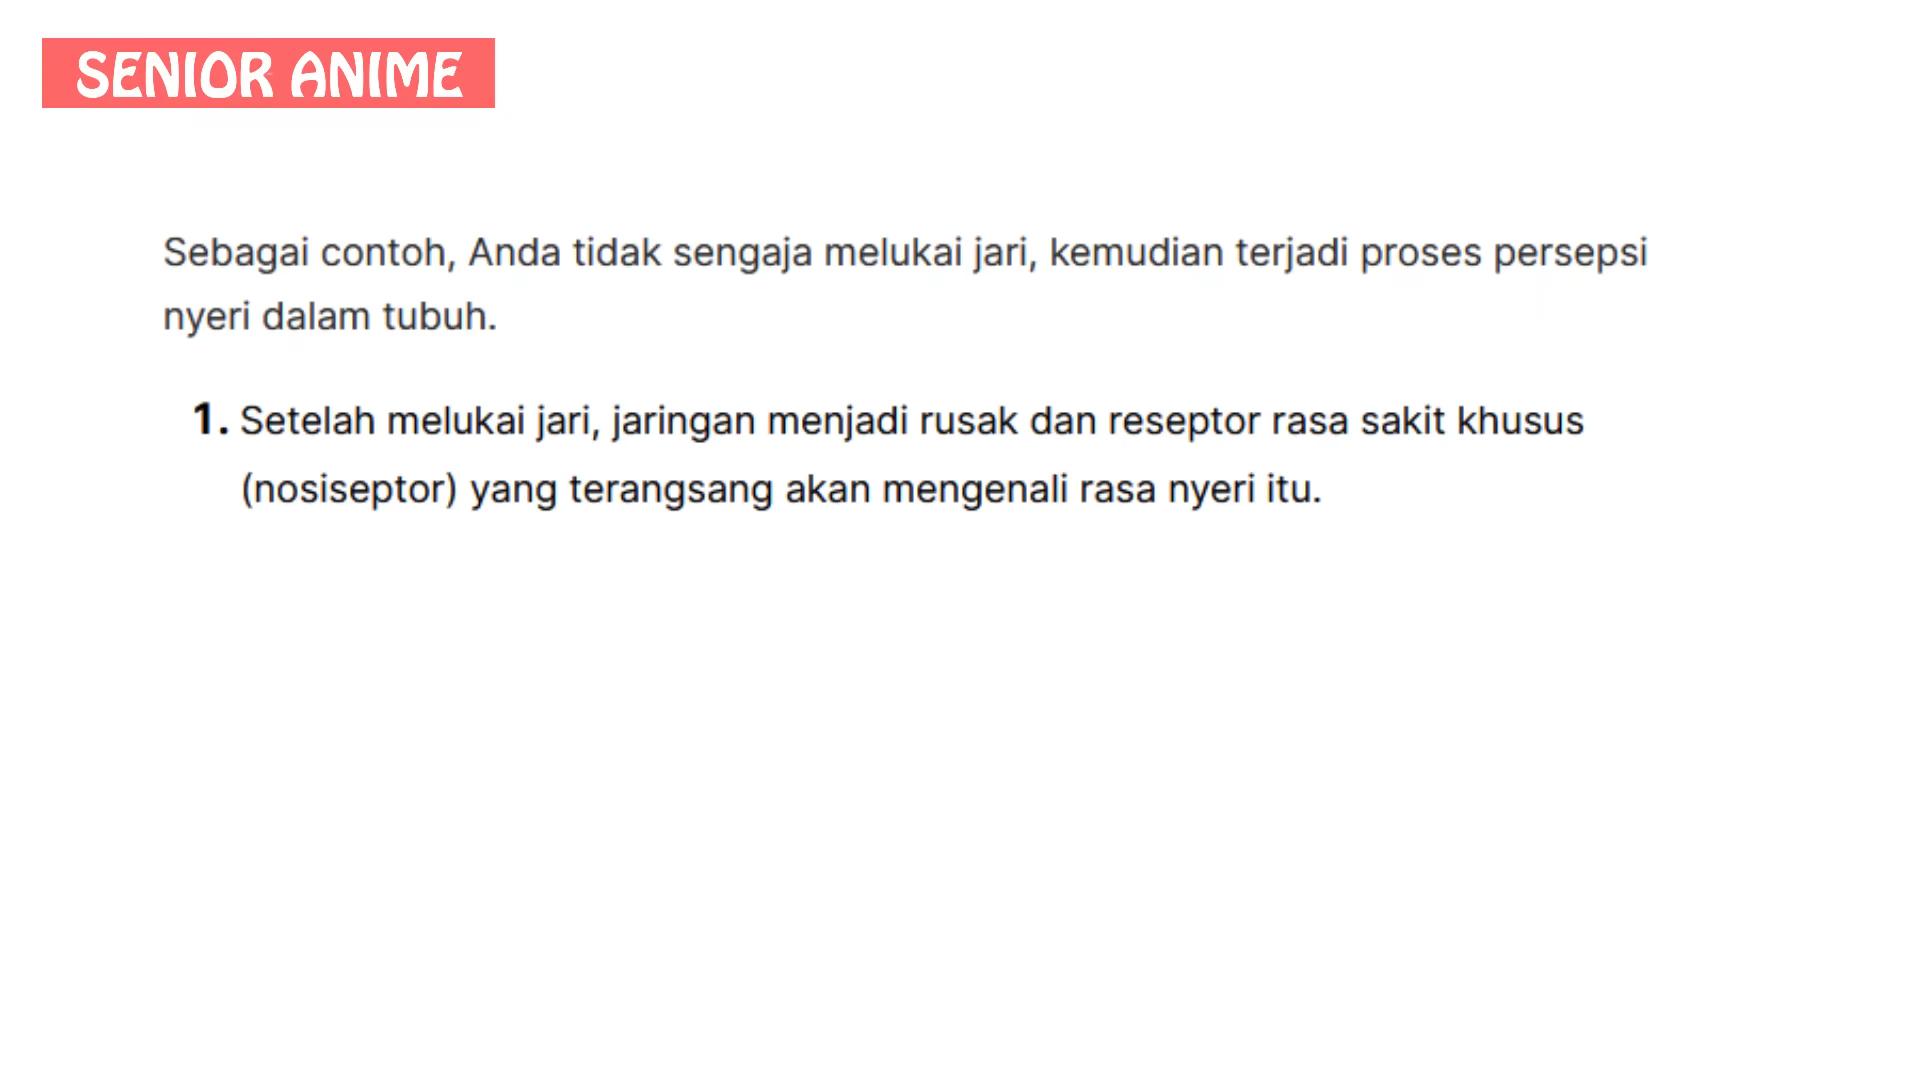 SENIOR ANIME
Sebagai contoh, Anda tidak sengaja melukai jari, kemudian terjadi proses persepsi
nyeri dalam tubuh.
1. Setelah melukai jari, jaringan menjadi rusak dan reseptor rasa sakit khusus
(nosiseptor) yang terangsang akan mengenali rasa nyeri itu.